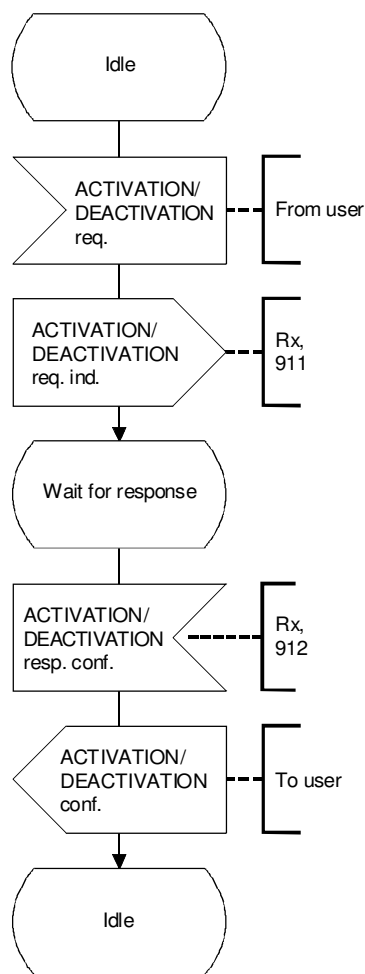 Idle
ACTIVATION/
DEACTIVATION
req.
From user
ACTIVATION/
DEACTIVATION
req. ind.
Rx,
911
Wait for response
ACTIVATION/
DEACTIVATION
resp. conf.
Rx,
912
ACTIVATION/
DEACTIVATION
conf.
To user
Idle